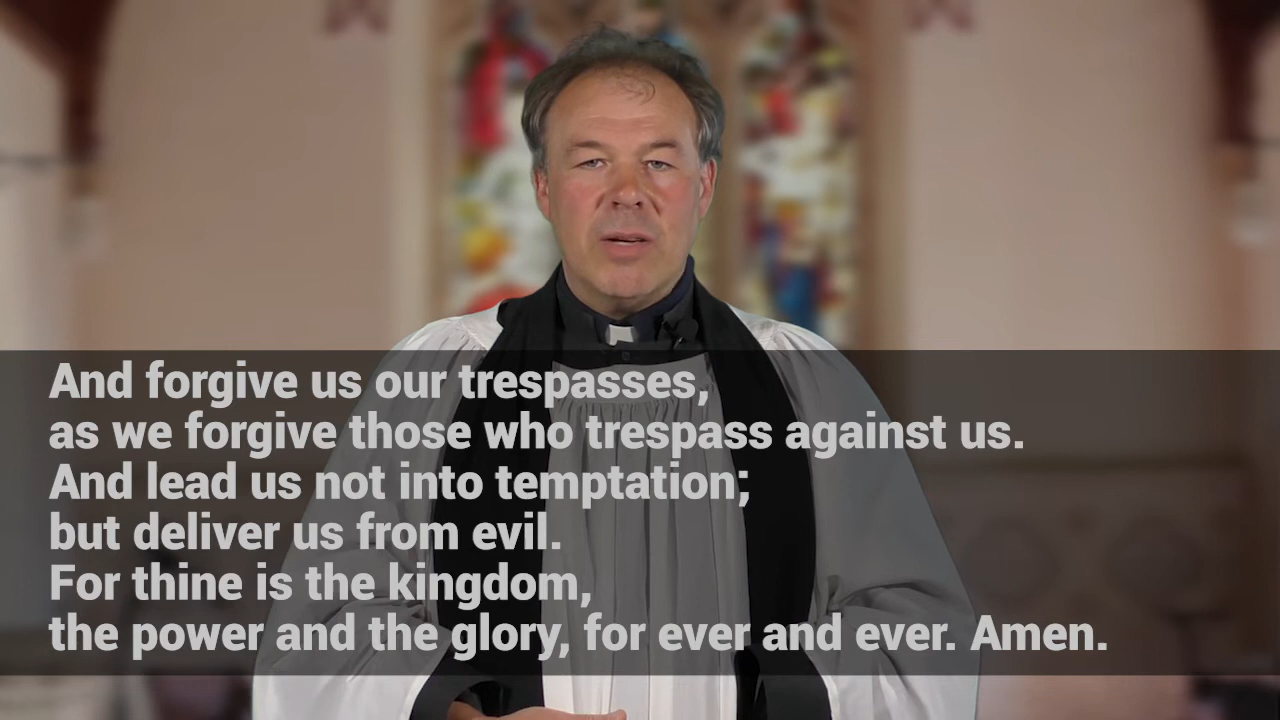 And forgive us our trespasses,
as we forgive those who trespass against us.
And lead us not into temptation;
but deliver us from evil.
For thine is the kingdom,
the power and the glory, for ever and ever. Amen.